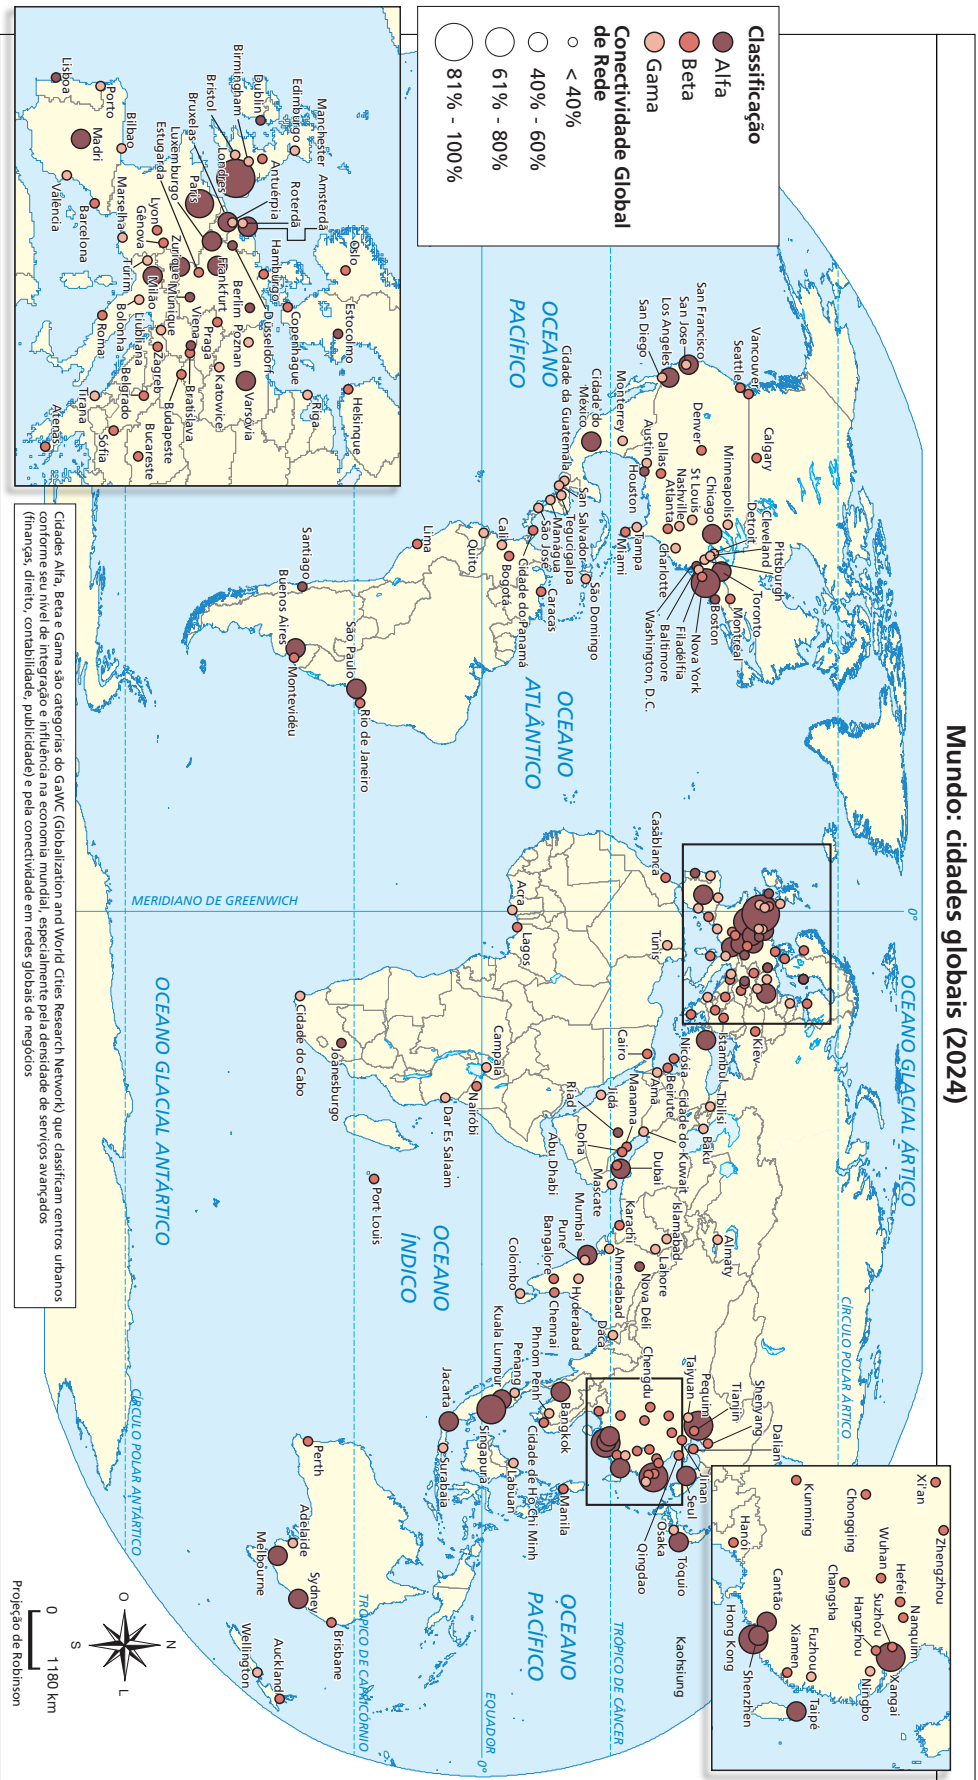 Mundo: cidades globais (2024)
Classificação
Alfa
Beta
Gama
Conectividade Global
de Rede
< 40%
40% - 60%
61% - 80%
81% - 100%
OCEANO GLACIAL ÁRTICO
CÍRCULO POLAR ÁRTICO
0°
Vancouver
Seattle
San Francisco
San Jose
Los Angeles
San Diego
Calgary
Denver
Minneapolis
Chicago
St Louis
Nashville
Atlanta
Dallas
Austin
Houston
Monterrey
Detroit
Cleveland
Pittsburgh
Toronto
Montreal
Boston
Nova York
Filadélfia
Baltimore
Washington, D.C.
Charlotte
Tampa
Miami
Cidade do
México
Cidade da Guatemala
San Salvador
Tegucigalpa
Manágua
São José
Cidade do Panamá
São Domingo
Caracas
Bogotá
Cali
Quito
Lima
Santiago
Buenos Aires
Montevidéu
São Paulo
Rio de Janeiro
OCEANO
PACÍFICO
OCEANO
ATLÂNTICO
Casablanca
Tunis
Acra
Lagos
Cairo
Campala
Nairóbi
Dar Es Salaam
Joanesburgo
Cidade do Cabo
Port Louis
Kiev
Istambul
Tbilisi
Baku
Nicósia
Beirute
Amã
Cidade do Kuwait
Manama
Jidá
Riad
Doha
Dubai
Abu Dhabi
Mascate
Almaty
Islamabad
Lahore
Karachi
Nova Déli
Ahmedabad
Mumbai
Pune
Bangalore
Hyderabad
Chennai
Colombo
Daca
Chengdu
Taiyuan
Pequim
Tianjin
Shenyang
Dalian
Jinan
Seul
Osaka
Tóquio
Qingdao
Kaohsiung
Bangkok
Phnom Penh
Penang
Kuala Lumpur
Cidade de Ho Chi Minh
Manila
Labuan
Singapura
Jacarta
Surabaia
Perth
Adelaide
Melbourne
Sydney
Brisbane
Auckland
Wellington
OCEANO
ÍNDICO
OCEANO
PACÍFICO
TRÓPICO DE CÂNCER
EQUADOR
0°
TRÓPICO DE CAPRICÓRNIO
CÍRCULO POLAR ANTÁRTICO
MERIDIANO DE GREENWICH
OCEANO GLACIAL ANTÁRTICO
Xi'an
Zhengzhou
Chongqing
Kunming
Wuhan
Hefei
Nanquim
Suzhou
Hangzhou
Changsha
Xangai
Ningbo
Hanói
Cantão
Fuzhou
Xiamen
Taipé
Hong Kong
Shenzhen
Lisboa
Porto
Madri
Bilbao
Valência
Barcelona
Marselha
Lyon
Gênova
Turim
Milão
Zurique
Munique
Bolonha
Roma
Liubliana
Zagreb
Belgrado
Tirana
Atenas
Sófia
Bucareste
Budapeste
Bratislava
Viena
Praga
Katowice
Varsóvia
Poznan
Berlim
Frankfurt
Dusseldorf
Hamburgo
Copenhague
Riga
Helsinque
Estocolmo
Oslo
Amsterdã
Roterdã
Antuérpia
Manchester
Edimburgo
Dublin
Birmingham
Bristol
Londres
Bruxelas
Luxemburgo
Estugarda
Paris
Cidades Alfa, Beta e Gama são categorias do GaWC (Globalization and World Cities Research Network) que classificam centros urbanos
conforme seu nível de integração e influência na economia mundial, especialmente pela densidade de serviços avançados
(finanças, direito, contabilidade, publicidade) e pela conectividade em redes globais de negócios
N
S
L
O
0 1180 km
Projeção de Robinson